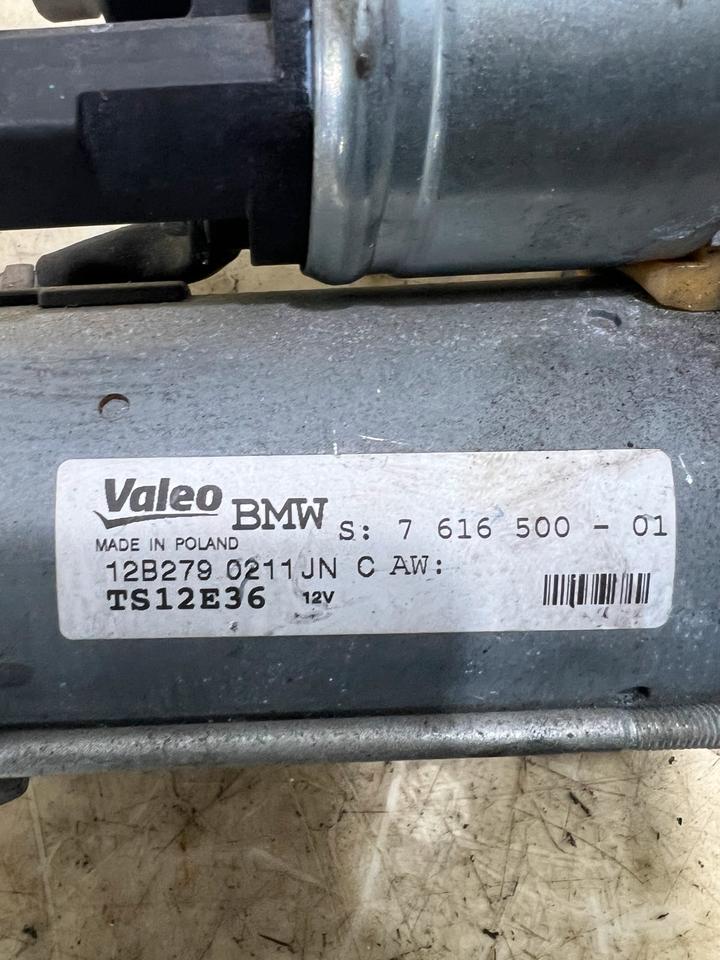 Valeo BMW S: 7 616 500 - 01
MADE IN POLAND
12B279 0211JN C AW:
TS12E36 12V